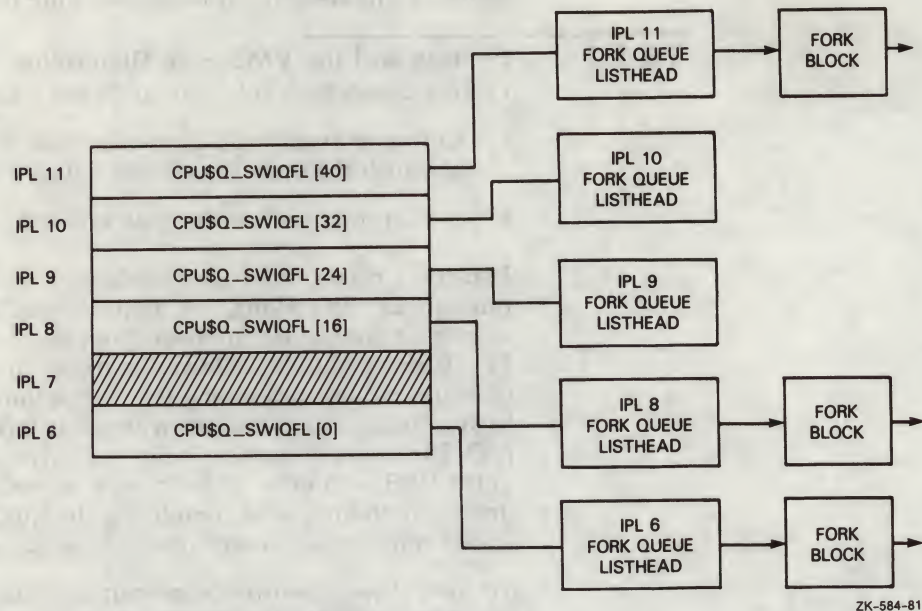 IPL 11
FORK QUEUE
LISTHEAD
FORK
BLOCK
IPL 10
FORK QUEUE
LISTHEAD
IPL 11
CPU$Q_SWIQFL [40]
IPL 10
CPU$Q_SWIQFL [32]
IPL 9
CPU$Q_SWIQFL [24]
IPL 9
FORK QUEUE
LISTHEAD
IPL 8
CPU$Q_SWIQFL [16]
IPL 7
IPL 6
CPU$Q_SWIQFL [0]
IPL 8
FORK QUEUE
LISTHEAD
FORK
BLOCK
IPL 6
FORK QUEUE
LISTHEAD
FORK
BLOCK
ZK-584-81